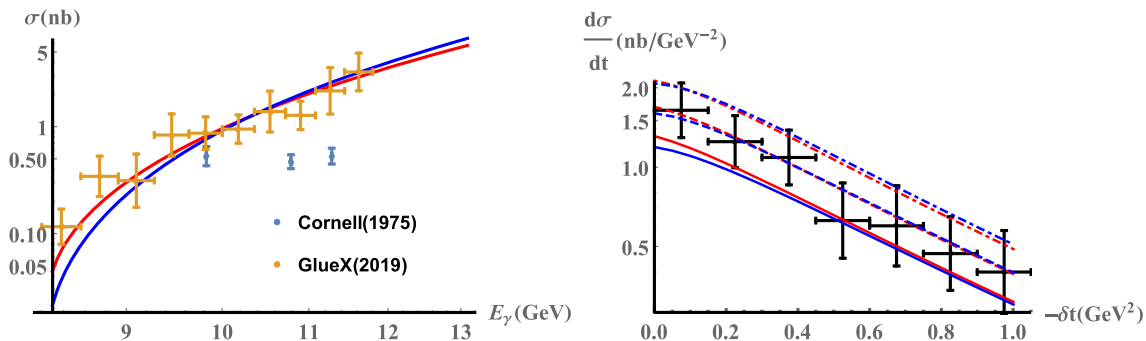 σ(nb)
5
1
0.50
0.10
0.05
Cornell(1975)
GlueX(2019)
9 10 11 12 13
E_γ(GeV)
dσ
dt
(nb/GeV⁻²)
2.0
1.5
1.0
0.5
0.0 0.2 0.4 0.6 0.8 1.0
−δt(GeV²)